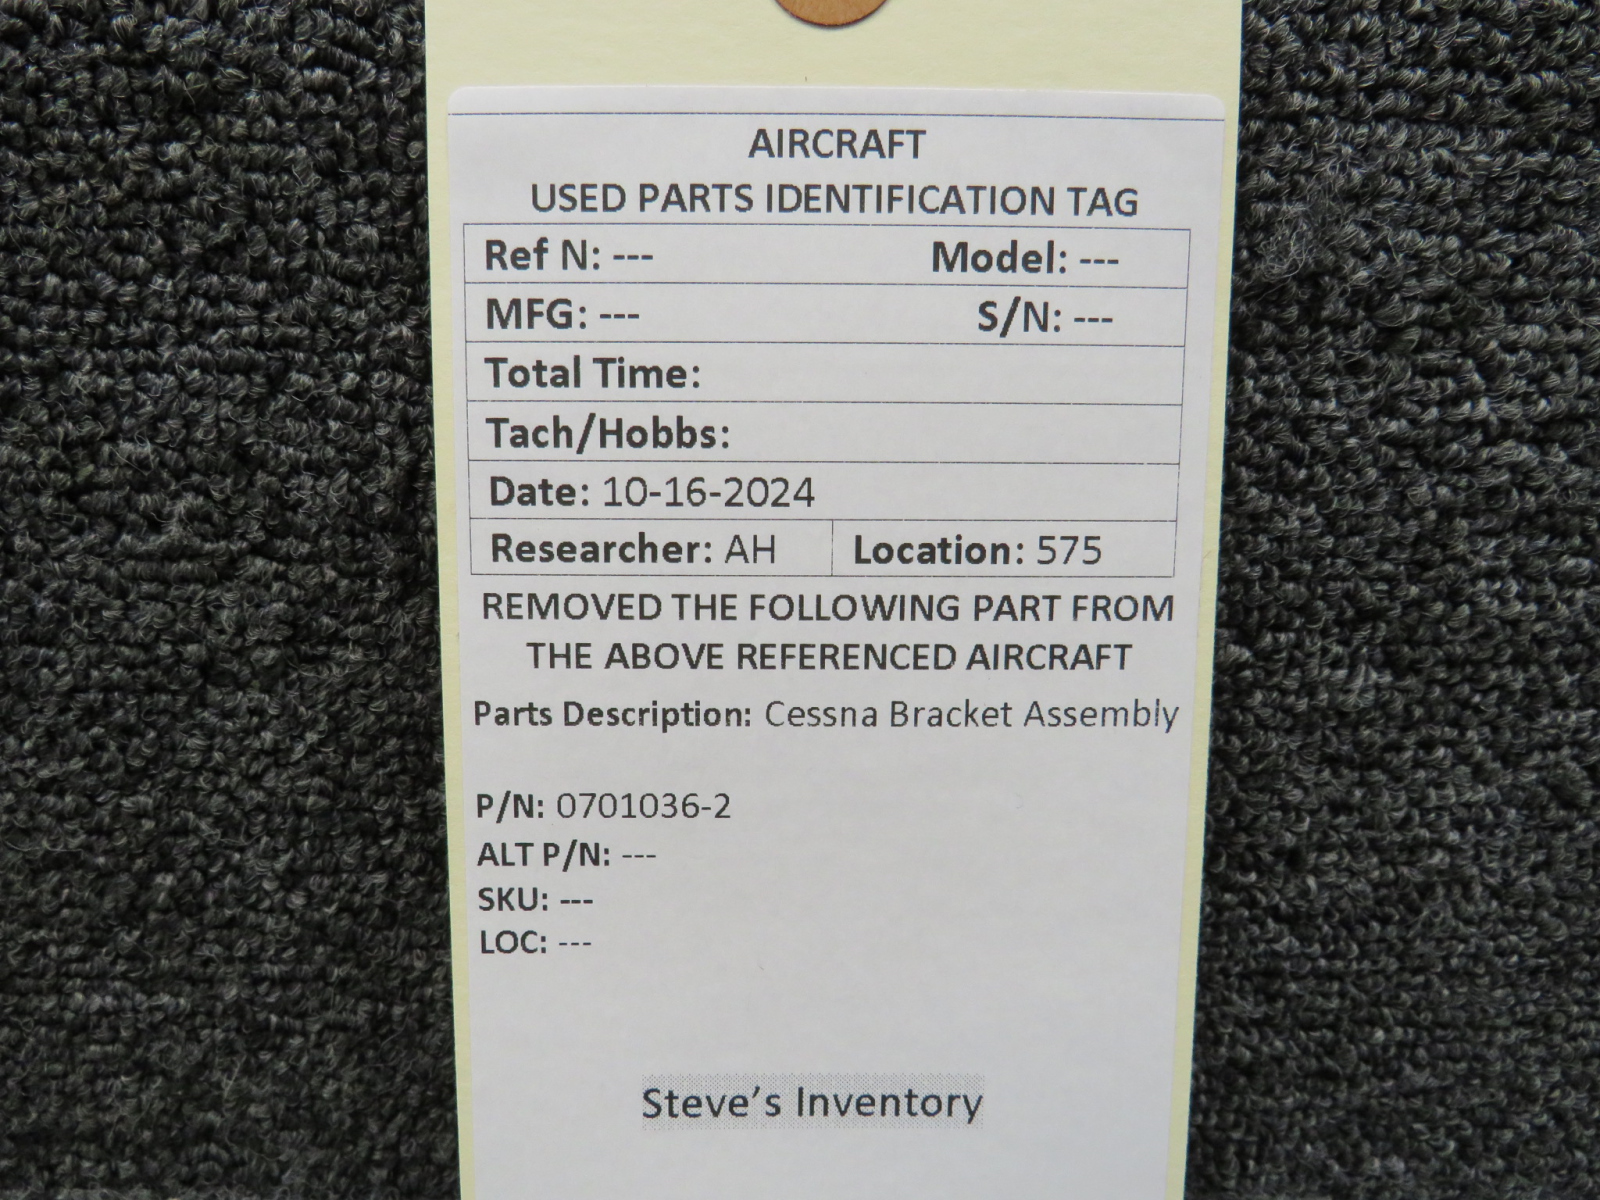 AIRCRAFT
USED PARTS IDENTIFICATION TAG
Ref N: --- Model: ---
MFG: --- S/N: ---
Total Time:
Tach/Hobbs:
Date: 10-16-2024
Researcher: AH Location: 575
REMOVED THE FOLLOWING PART FROM
THE ABOVE REFERENCED AIRCRAFT
Parts Description: Cessna Bracket Assembly
P/N: 0701036-2
ALT P/N: ---
SKU: ---
LOC: ---
Steve’s Inventory